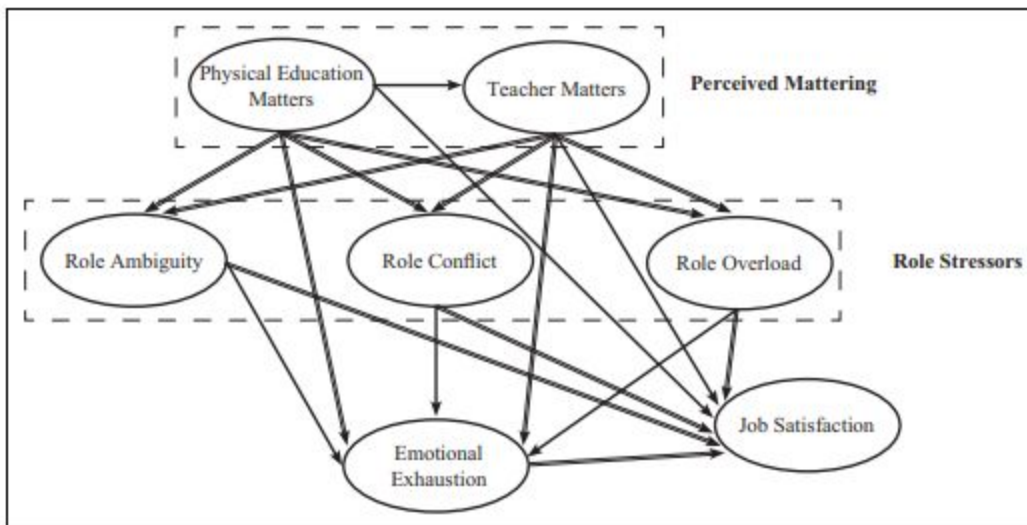 Physical Education
Matters
Teacher Matters
Perceived Mattering
Role Ambiguity
Role Conflict
Role Overload
Role Stressors
Job Satisfaction
Emotional
Exhaustion